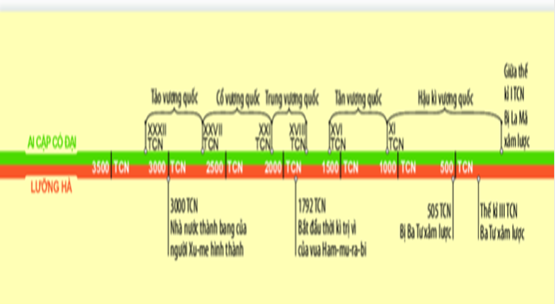 Tảo vương quốc
Cổ vương quốc
Trung vương quốc
Tân vương quốc
Hậu kì vương quốc
Giữa thế
kỉ I TCN
Bị La Mã
xâm lược
XXXII
TCN
XXVII
TCN
XXI
TCN
XVIII
TCN
XVI
TCN
XI
TCN
AI CẬP CỔ ĐẠI
LƯỠNG HÀ
3500 TCN
3000 TCN
2500 TCN
2000 TCN
1500 TCN
1000 TCN
500 TCN
3000 TCN
Nhà nước thành bang của
người Xu-me hình thành
1792 TCN
Bắt đầu thời kì trị vì
của vua Ham-mu-ra-bi
505 TCN
Bị Ba Tư xâm lược
Thế kỉ III TCN
Ba Tư xâm lược